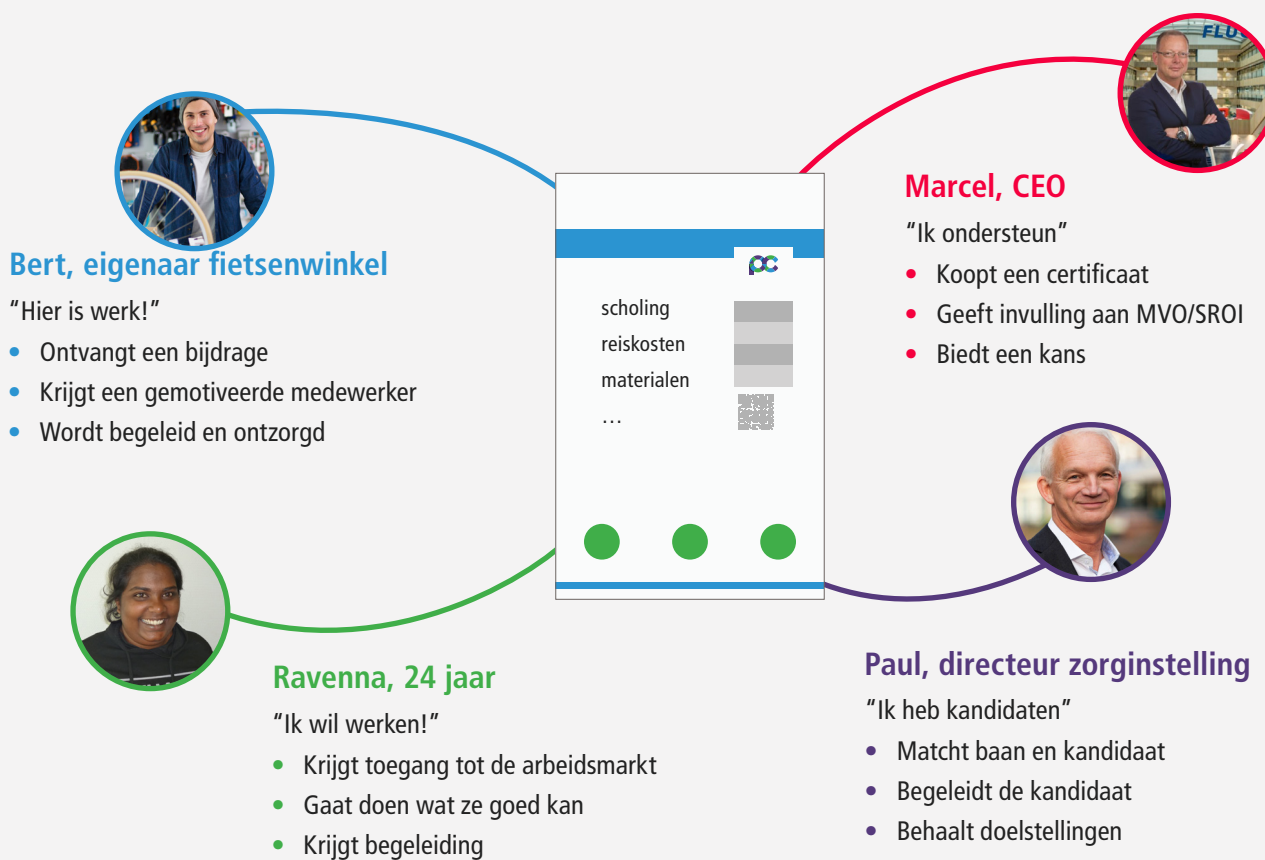 Bert, eigenaar fietsenwinkel
“Hier is werk!”
• Ontvangt een bijdrage
• Krijgt een gemotiveerde medewerker
• Wordt begeleid en ontzorgd
pc
scholing
reiskosten
materialen
…
Marcel, CEO
“Ik ondersteun”
• Koopt een certificaat
• Geeft invulling aan MVO/SROI
• Biedt een kans
Ravenna, 24 jaar
“Ik wil werken!”
• Krijgt toegang tot de arbeidsmarkt
• Gaat doen wat ze goed kan
• Krijgt begeleiding
Paul, directeur zorginstelling
“Ik heb kandidaten”
• Matcht baan en kandidaat
• Begeleidt de kandidaat
• Behaalt doelstellingen